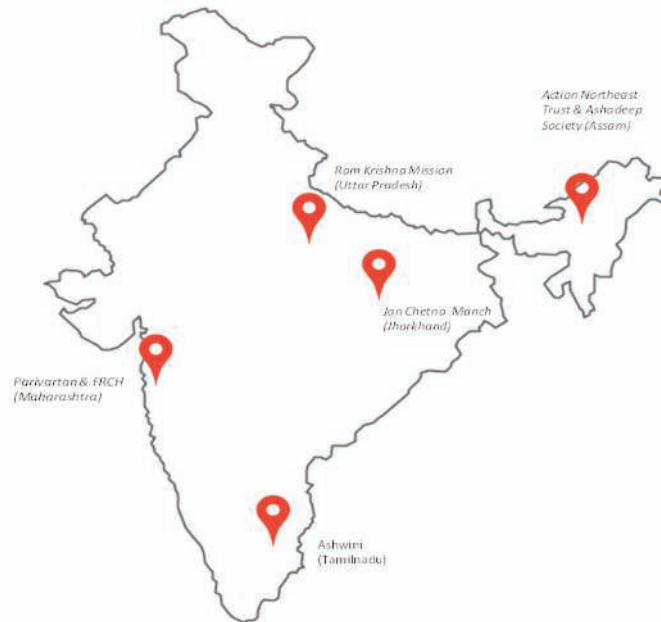 Action Northeast
Trust & Ashadeep
Society (Assam)
Ram Krishna Mission
(Uttar Pradesh)
Jan Chetna Manch
(Jharkhand)
Parivartan & FRCH
(Maharashtra)
Ashwini
(Tamilnadu)